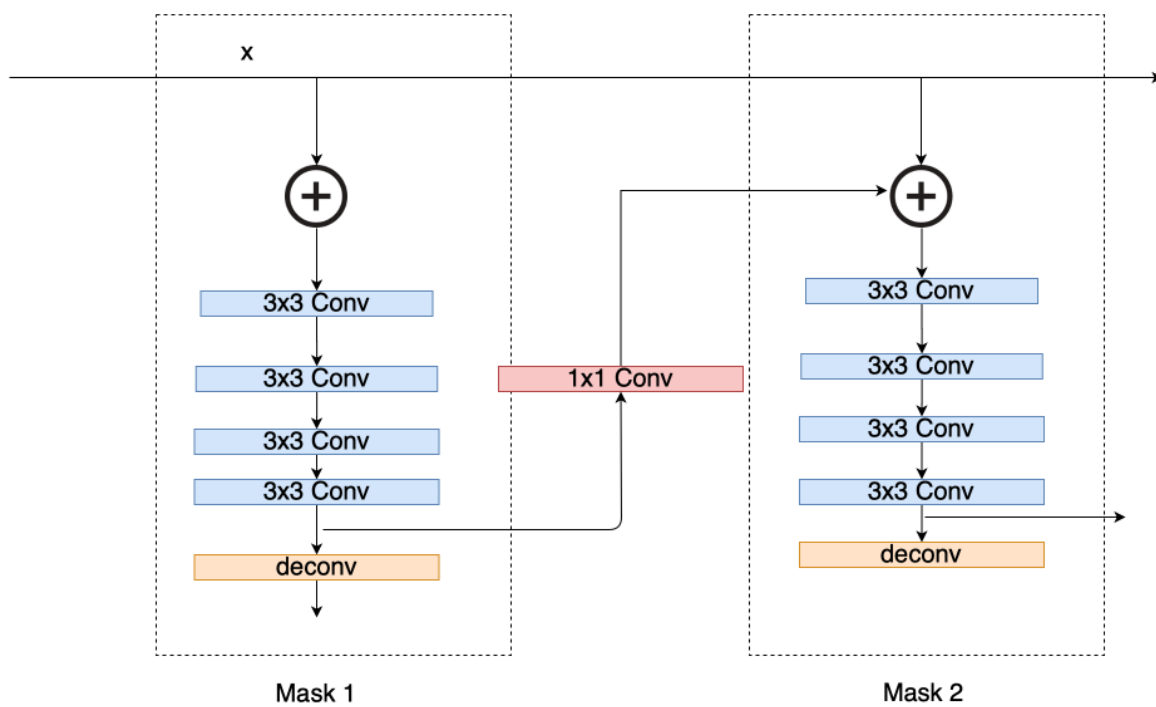 x
3x3 Conv
3x3 Conv
3x3 Conv
3x3 Conv
deconv
Mask 1
1x1 Conv
3x3 Conv
3x3 Conv
3x3 Conv
3x3 Conv
deconv
Mask 2